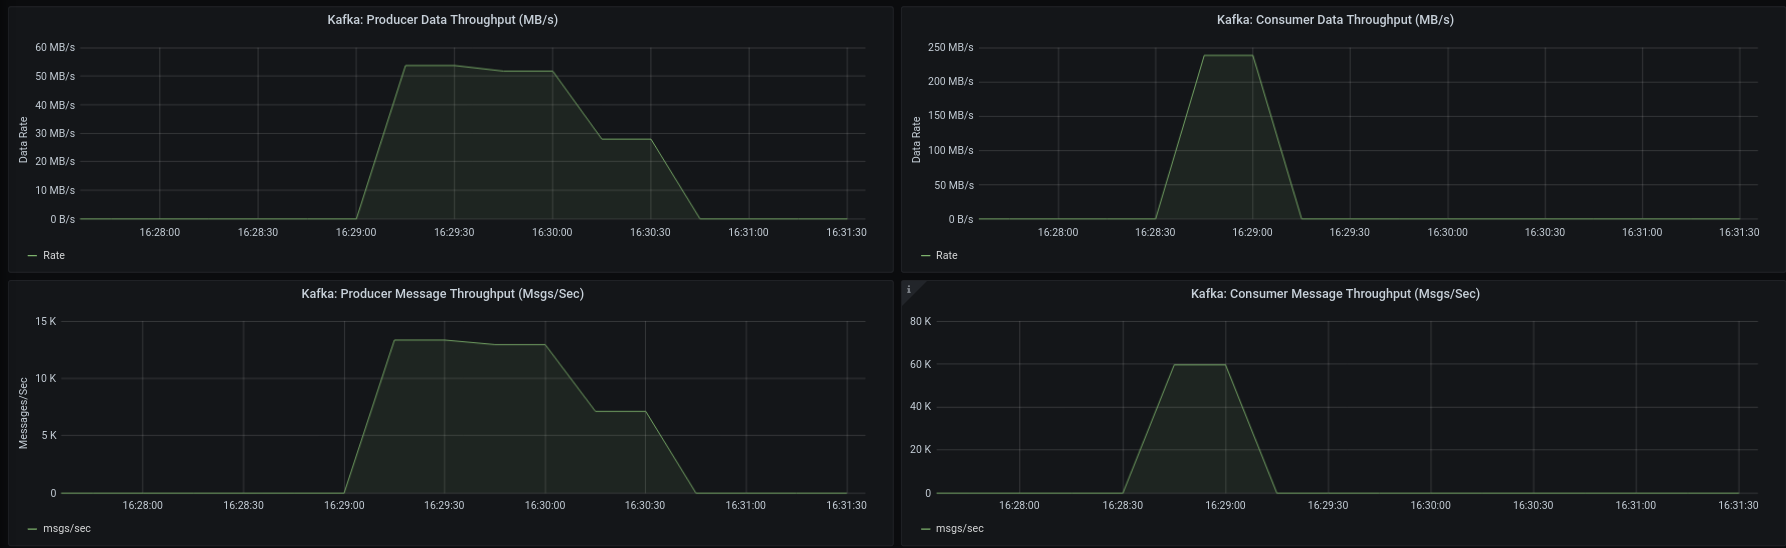 Kafka: Producer Data Throughput (MB/s)
60 MB/s
50 MB/s
40 MB/s
30 MB/s
20 MB/s
10 MB/s
0 B/s
Data Rate
16:28:00 16:28:30 16:29:00 16:29:30 16:30:00 16:30:30 16:31:00 16:31:30
Rate
Kafka: Consumer Data Throughput (MB/s)
250 MB/s
200 MB/s
150 MB/s
100 MB/s
50 MB/s
0 B/s
Data Rate
16:28:00 16:28:30 16:29:00 16:29:30 16:30:00 16:30:30 16:31:00 16:31:30
Rate
Kafka: Producer Message Throughput (Msgs/Sec)
15 K
10 K
5 K
0
Messages/Sec
16:28:00 16:28:30 16:29:00 16:29:30 16:30:00 16:30:30 16:31:00 16:31:30
msgs/sec
i
Kafka: Consumer Message Throughput (Msgs/Sec)
80 K
60 K
40 K
20 K
0
16:28:00 16:28:30 16:29:00 16:29:30 16:30:00 16:30:30 16:31:00 16:31:30
msgs/sec